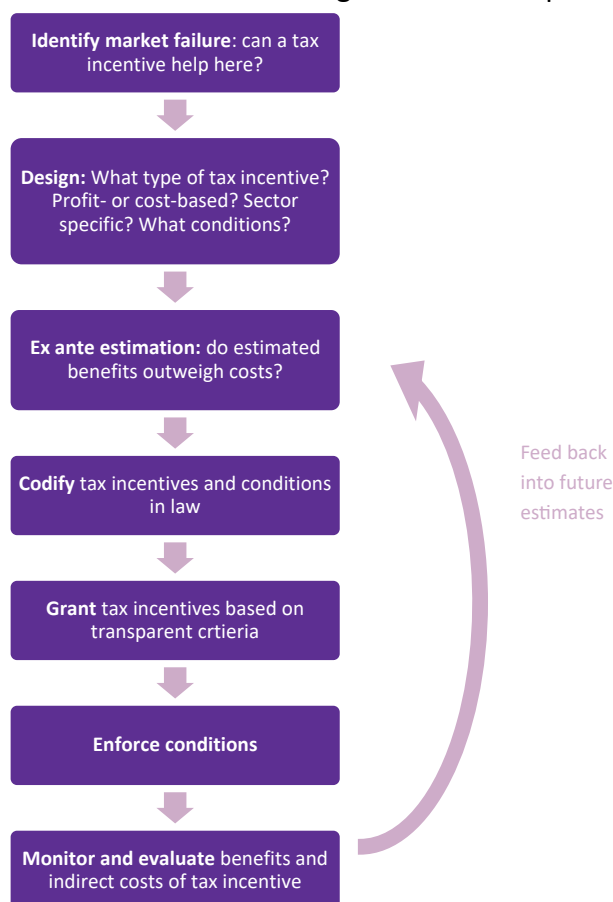 Identify market failure: can a tax
incentive help here?
Design: What type of tax incentive?
Profit- or cost-based? Sector
specific? What conditions?
Ex ante estimation: do estimated
benefits outweigh costs?
Feed back
into future
estimates
Codify tax incentives and conditions
in law
Grant tax incentives based on
transparent crtieria
Enforce conditions
Monitor and evaluate benefits and
indirect costs of tax incentive